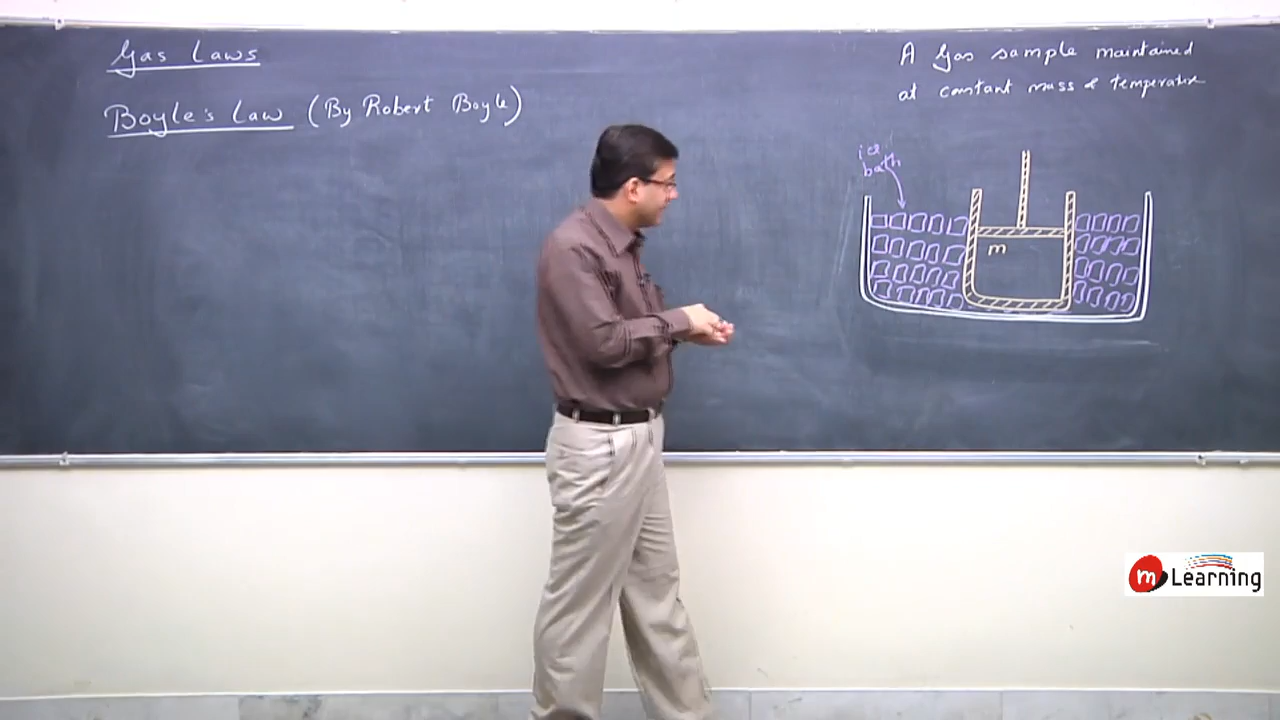 Gas Laws
Boyle's Law (By Robert Boyle)
A Gas sample maintained
at constant mass & temperature
ice
bath
m
m Learning